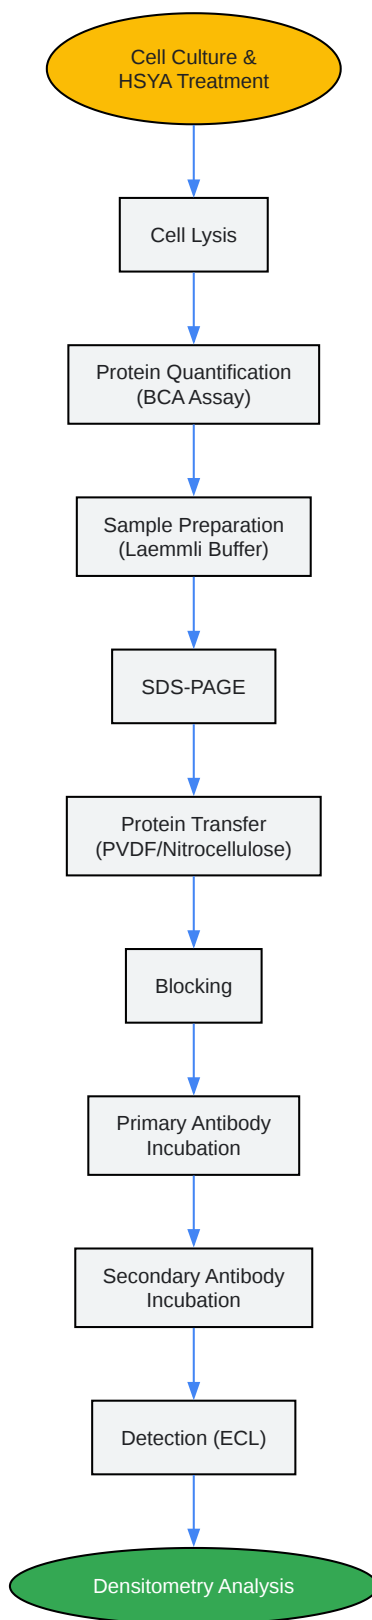 Cell Culture &
HSYA Treatment
Cell Lysis
Protein Quantification
(BCA Assay)
Sample Preparation
(Laemmli Buffer)
SDS-PAGE
Protein Transfer
(PVDF/Nitrocellulose)
Blocking
Primary Antibody
Incubation
Secondary Antibody
Incubation
Detection (ECL)
Densitometry Analysis